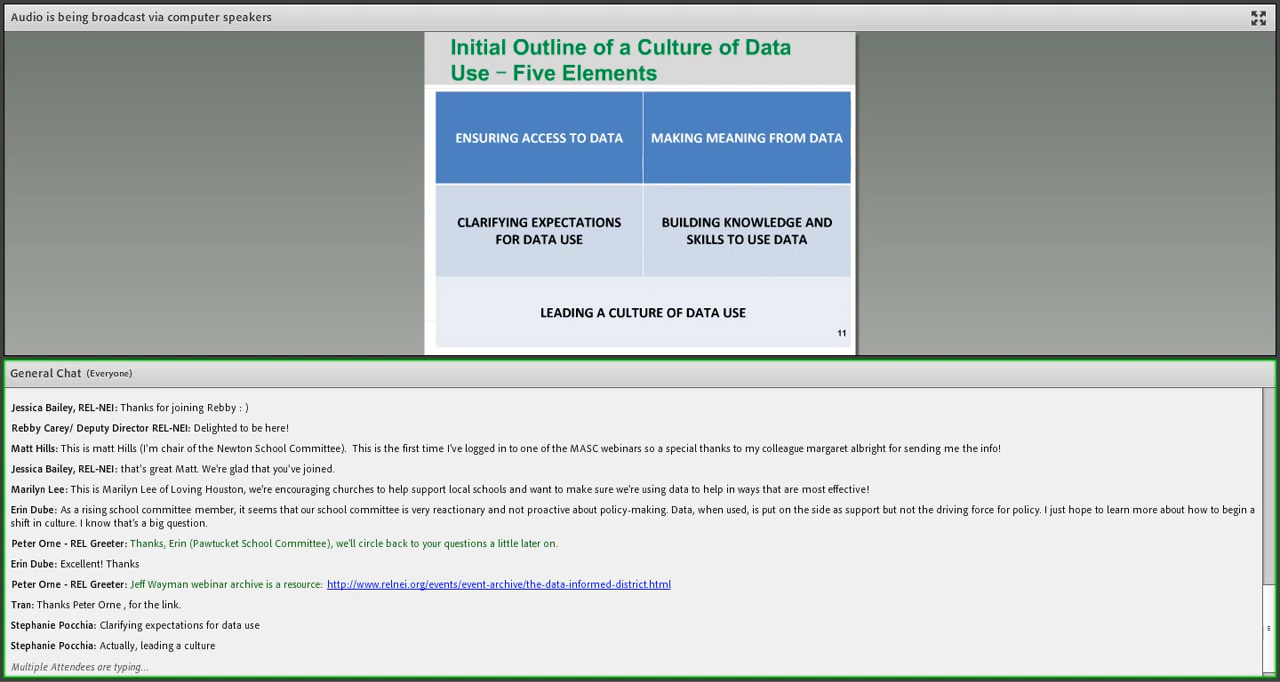 Audio is being broadcast via computer speakers
Initial Outline of a Culture of Data
Use – Five Elements
ENSURING ACCESS TO DATA
MAKING MEANING FROM DATA
CLARIFYING EXPECTATIONS
FOR DATA USE
BUILDING KNOWLEDGE AND
SKILLS TO USE DATA
LEADING A CULTURE OF DATA USE
11
General Chat (Everyone)
Jessica Bailey, REL-NEI: Thanks for joining Rebby : )
Rebby Carey/ Deputy Director REL-NEI: Delighted to be here!
Matt Hills: This is matt Hills (I'm chair of the Newton School Committee).  This is the first time I've logged in to one of the MASC webinars so a special thanks to my colleague margaret albright for sending me the info!
Jessica Bailey, REL-NEI: that's great Matt. We're glad that you've joined.
Marilyn Lee: This is Marilyn Lee of Loving Houston, we're encouraging churches to help support local schools and want to make sure we're using data to help in ways that are most effective!
Erin Dube: As a rising school committee member, it seems that our school committee is very reactionary and not proactive about policy-making. Data, when used, is put on the side as support but not the driving force for policy. I just hope to learn more about how to begin a
shift in culture. I know that's a big question.
Peter Orne - REL Greeter: Thanks, Erin (Pawtucket School Committee), we'll circle back to your questions a little later on.
Erin Dube: Excellent! Thanks
Peter Orne - REL Greeter: Jeff Wayman webinar archive is a resource: http://www.relnei.org/events/event-archive/the-data-informed-district.html
Tran: Thanks Peter Orne , for the link.
Stephanie Pocchia: Clarifying expectations for data use
Stephanie Pocchia: Actually, leading a culture
Multiple Attendees are typing...